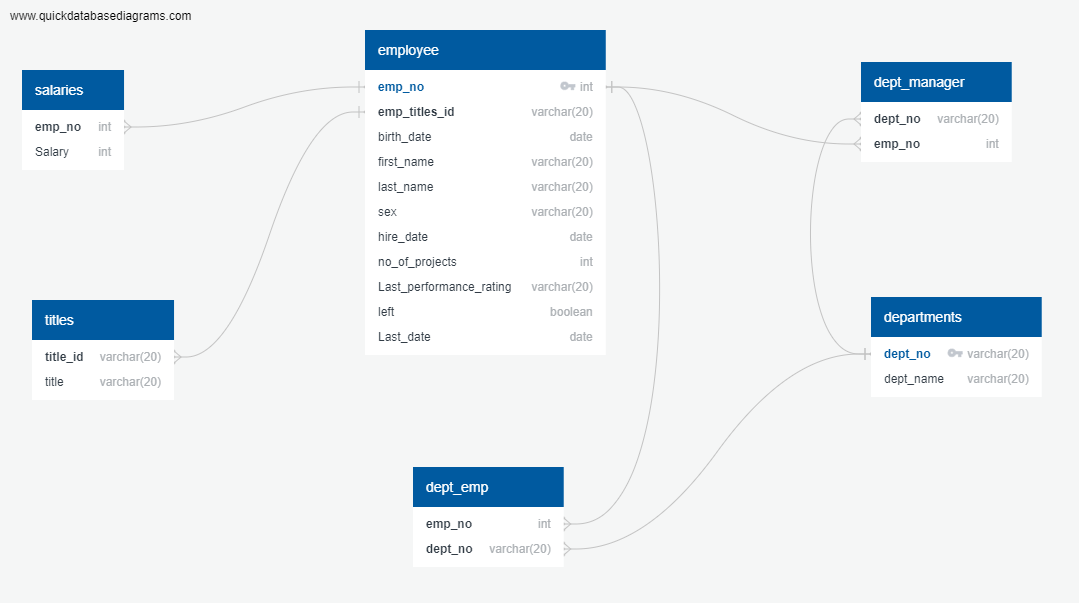 www.quickdatabasediagrams.com
salaries
emp_no int
Salary int
titles
title_id varchar(20)
title varchar(20)
employee
emp_no int
emp_titles_id varchar(20)
birth_date date
first_name varchar(20)
last_name varchar(20)
sex varchar(20)
hire_date date
no_of_projects int
Last_performance_rating varchar(20)
left boolean
Last_date date
dept_emp
emp_no int
dept_no varchar(20)
dept_manager
dept_no varchar(20)
emp_no int
departments
dept_no varchar(20)
dept_name varchar(20)